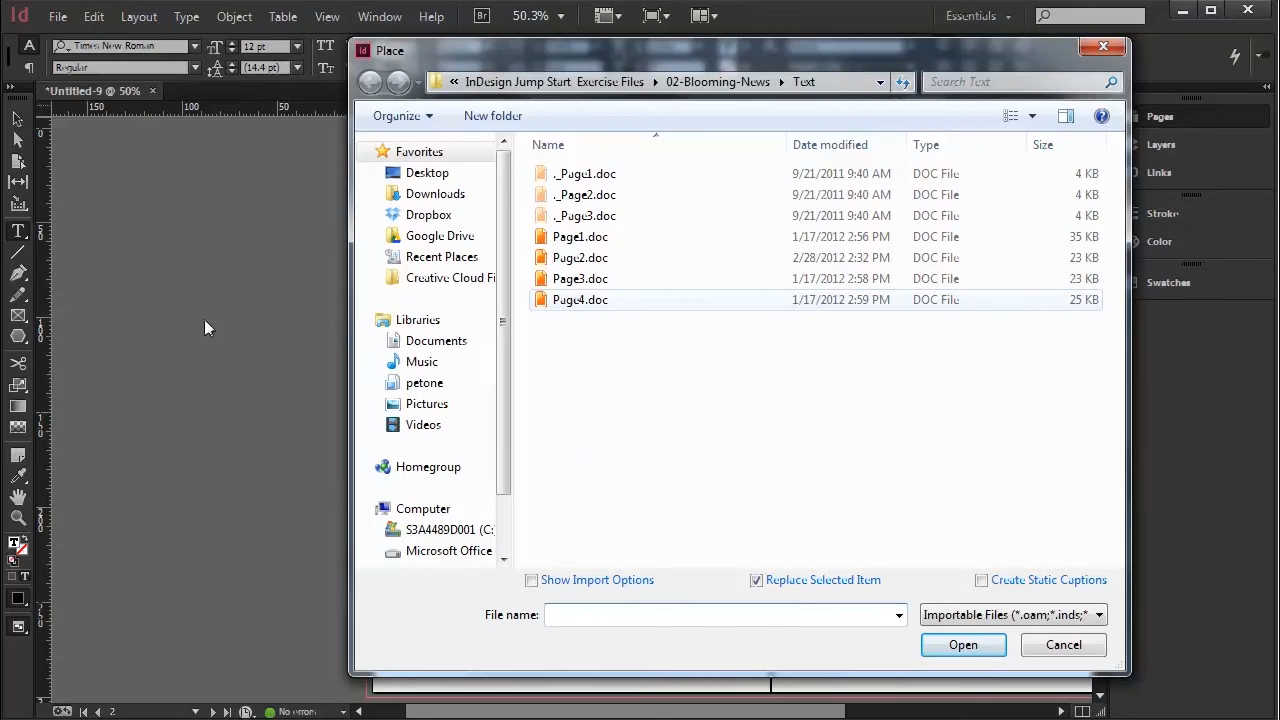 Id File Edit Layout Type Object Table View Window Help Br 50.3% Essentials
A Times New Roman 12 pt TT
Regular (14.4 pt) Tr
*Untitled-9 @ 50% ×
150 100 50
Id Place
« InDesign Jump Start Exercise Files 02-Blooming-News Text Search Text
Organize New folder
Name Date modified Type Size
Favorites
Desktop
Downloads
Dropbox
Google Drive
Recent Places
Creative Cloud Fi
Libraries
Documents
Music
petone
Pictures
Videos
Homegroup
Computer
S3A4489D001 (C:
Microsoft Office
._Page1.doc 9/21/2011 9:40 AM DOC File 4 KB
._Page2.doc 9/21/2011 9:40 AM DOC File 4 KB
._Page3.doc 9/21/2011 9:40 AM DOC File 4 KB
Page1.doc 1/17/2012 2:56 PM DOC File 35 KB
Page2.doc 2/28/2012 2:32 PM DOC File 23 KB
Page3.doc 1/17/2012 2:58 PM DOC File 23 KB
Page4.doc 1/17/2012 2:59 PM DOC File 25 KB
Show Import Options Replace Selected Item Create Static Captions
File name: Importable Files (*.oam;*.inds;*
Open Cancel
Pages
Layers
Links
Stroke
Color
Swatches
2 No errors